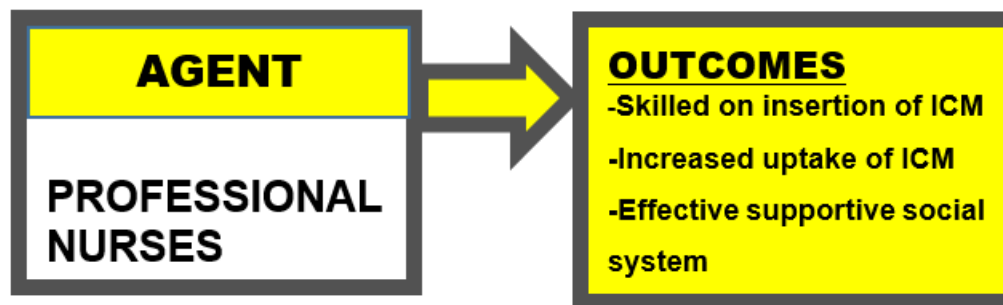 AGENT
PROFESSIONAL
NURSES
OUTCOMES
-Skilled on insertion of ICM
-Increased uptake of ICM
-Effective supportive social
system